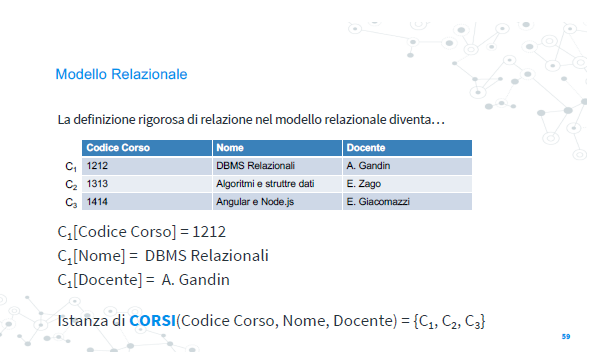 Modello Relazionale
La definizione rigorosa di relazione nel modello relazionale diventa…
Codice Corso Nome Docente
C₁ 1212 DBMS Relazionali A. Gandin
C₂ 1313 Algoritmi e struttre dati E. Zago
C₃ 1414 Angular e Node.js E. Giacomazzi
C₁[Codice Corso] = 1212
C₁[Nome] = DBMS Relazionali
C₁[Docente] = A. Gandin
Istanza di CORSI(Codice Corso, Nome, Docente) = {C₁, C₂, C₃}
59